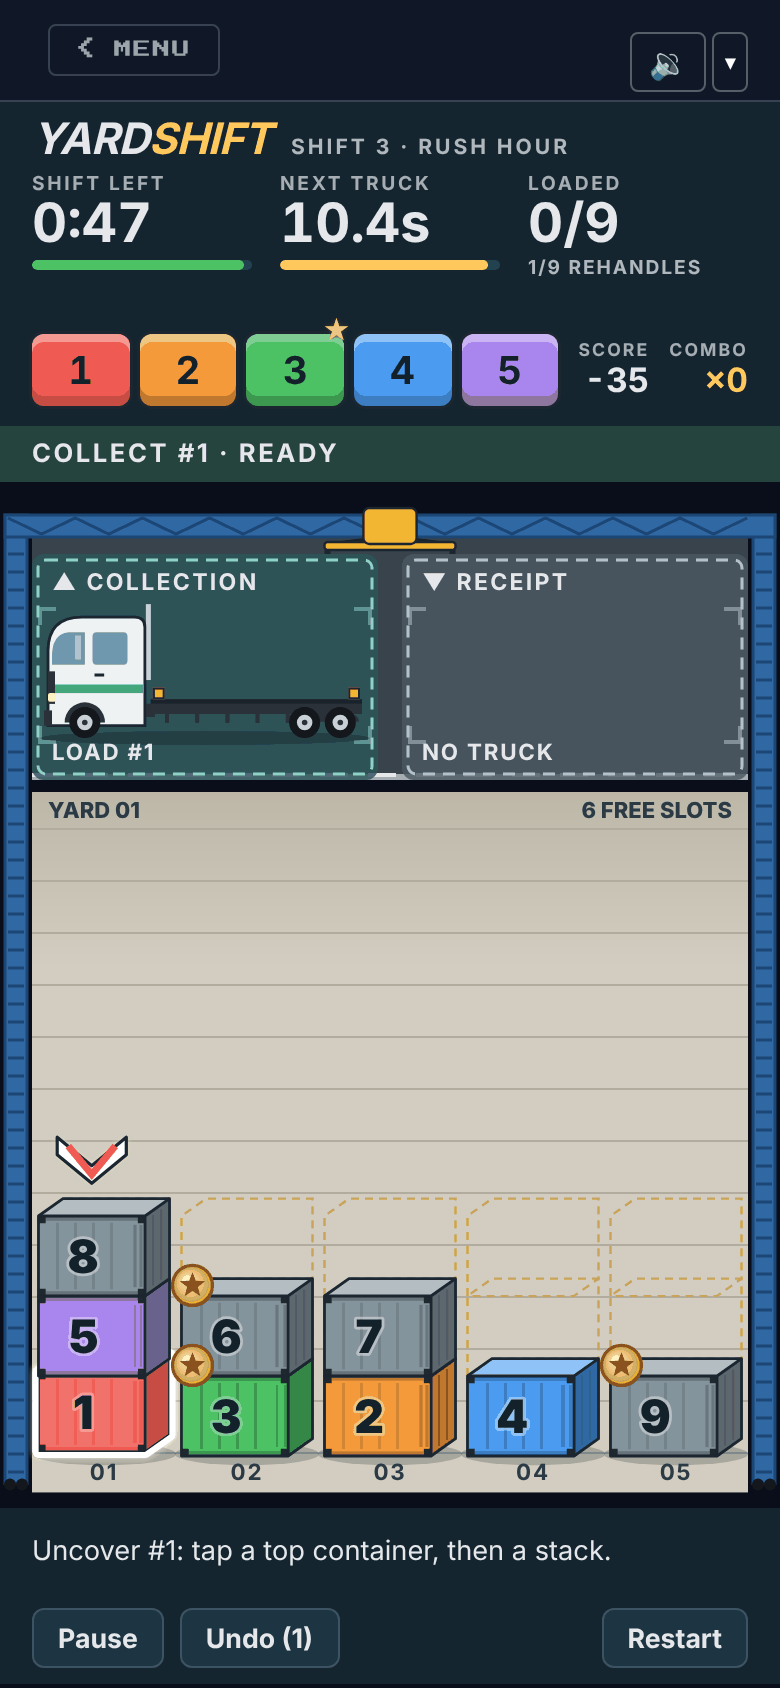 MENU
YARDSHIFT SHIFT 3 · RUSH HOUR
SHIFT LEFT NEXT TRUCK LOADED
0:47 10.4s 0/9
1/9 REHANDLES
1 2 3 4 5 SCORE COMBO
-35 ×0
COLLECT #1 · READY
▲ COLLECTION ▼ RECEIPT
LOAD #1 NO TRUCK
YARD 01 6 FREE SLOTS
8
5 6 7
1 3 2 4 9
01 02 03 04 05
Uncover #1: tap a top container, then a stack.
Pause Undo (1) Restart